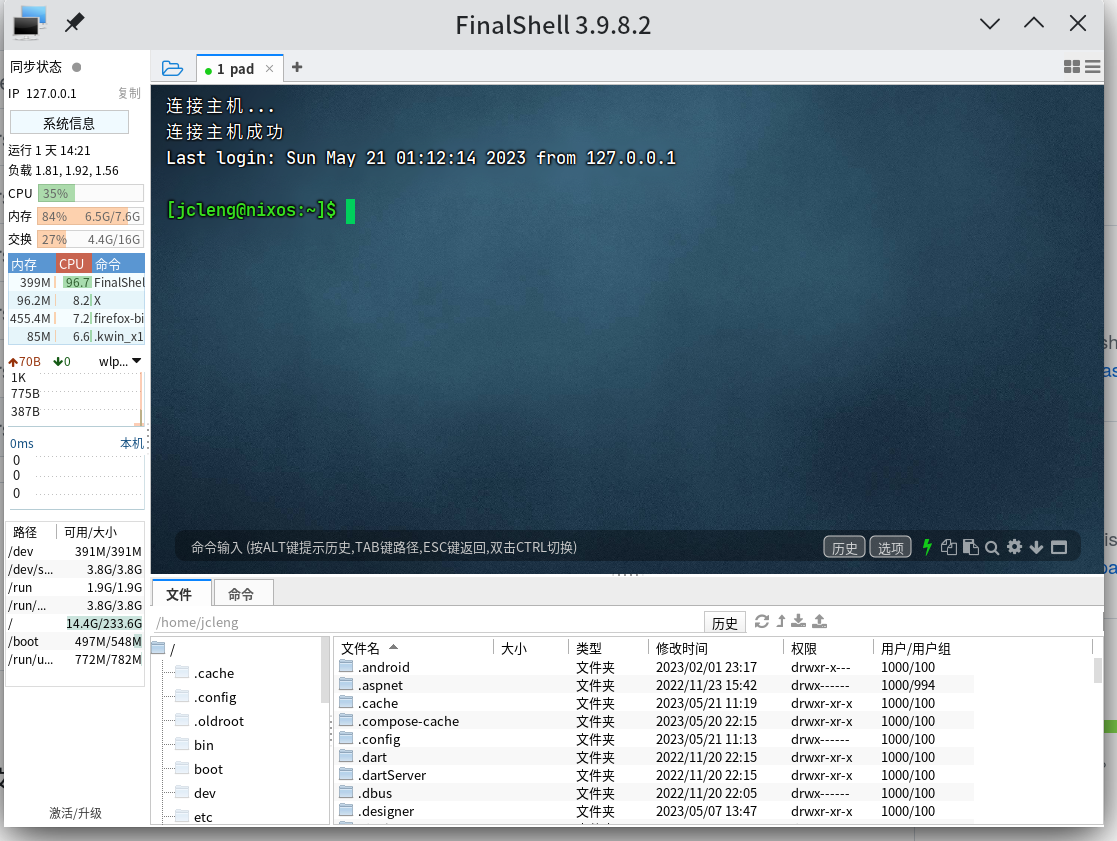 FinalShell 3.9.8.2
同步状态
IP 127.0.0.1 复制
系统信息
运行 1 天 14:21
负载 1.81, 1.92, 1.56
CPU 35%
内存 84% 6.5G/7.6G
交换 27% 4.4G/16G
内存 CPU 命令
399M 96.7 FinalShel
96.2M 8.2 X
455.4M 7.2 firefox-bi
85M 6.6 .kwin_x1
70B 0 wlp...
1K
775B
387B
0ms 本机
0
0
0
路径 可用/大小
/dev 391M/391M
/dev/s... 3.8G/3.8G
/run 1.9G/1.9G
/run/... 3.8G/3.8G
/ 14.4G/233.6G
/boot 497M/548M
/run/u... 772M/782M
激活/升级
1 pad
连接主机...
连接主机成功
Last login: Sun May 21 01:12:14 2023 from 127.0.0.1
[jcleng@nixos:~]$
命令输入 (按ALT键提示历史,TAB键路径,ESC键返回,双击CTRL切换)
历史 选项
文件 命令
/home/jcleng
历史
/
.cache
.config
.oldroot
bin
boot
dev
etc
文件名 大小 类型 修改时间 权限 用户/用户组
.android 文件夹 2023/02/01 23:17 drwxr-x--- 1000/100
.aspnet 文件夹 2022/11/23 15:42 drwx------ 1000/994
.cache 文件夹 2023/05/21 11:19 drwxr-xr-x 1000/100
.compose-cache 文件夹 2023/05/20 22:15 drwxr-xr-x 1000/100
.config 文件夹 2023/05/21 11:13 drwx------ 1000/100
.dart 文件夹 2022/11/20 22:15 drwxr-xr-x 1000/100
.dartServer 文件夹 2022/11/20 22:15 drwxr-xr-x 1000/100
.dbus 文件夹 2022/11/20 22:05 drwx------ 1000/100
.designer 文件夹 2023/05/07 13:47 drwxr-xr-x 1000/100